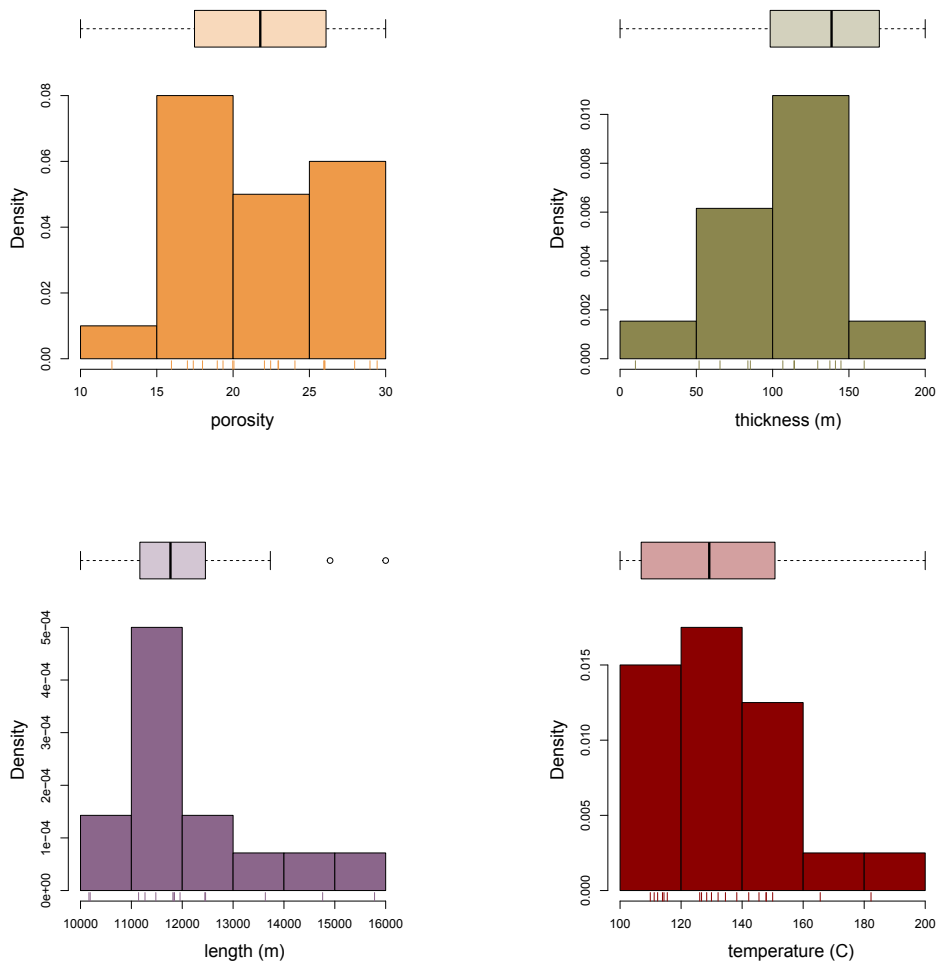 Density
0.00
0.02
0.04
0.06
0.08
10
15
20
25
30
porosity
Density
0.000
0.002
0.004
0.006
0.008
0.010
0
50
100
150
200
thickness (m)
Density
0e+00
1e-04
2e-04
3e-04
4e-04
5e-04
10000
11000
12000
13000
14000
16000
length (m)
Density
0.000
0.005
0.010
0.015
100
120
140
160
180
200
temperature (C)